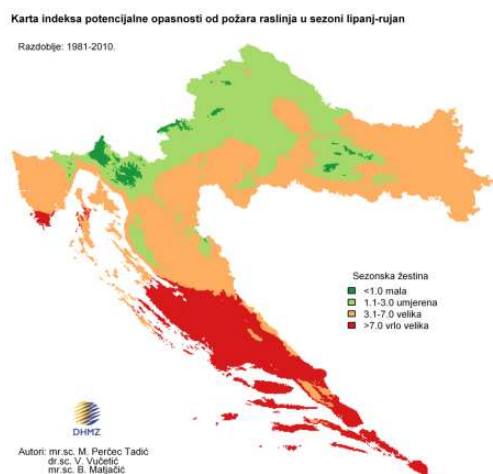 Karta indeksa potencijalne opasnosti od požara raslinja u sezoni lipanj-rujan
Razdoblje: 1981-2010.
Sezonska žestina
<1.0 mala
1.1-3.0 umjerena
3.1-7.0 velika
>7.0 vrlo velika
DHMZ
Autori: mr.sc. M. Perčec Tadić
dr.sc. V. Vučetić
mr.sc. B. Maljačić